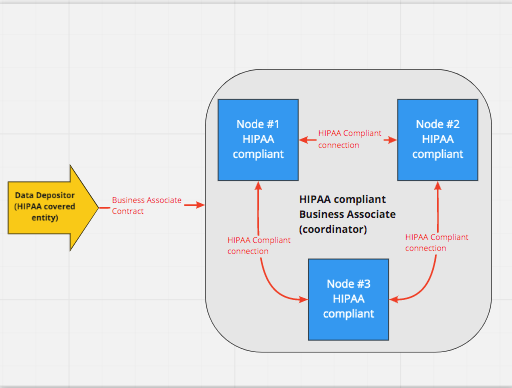 Node #1
HIPAA
compliant
Node #2
HIPAA
compliant
HIPAA Compliant
connection
Data Depositor
(HIPAA covered
entity)
Business Associate
Contract
HIPAA compliant
Business Associate
(coordinator)
HIPAA Compliant
connection
HIPAA Compliant
connection
Node #3
HIPAA
compliant